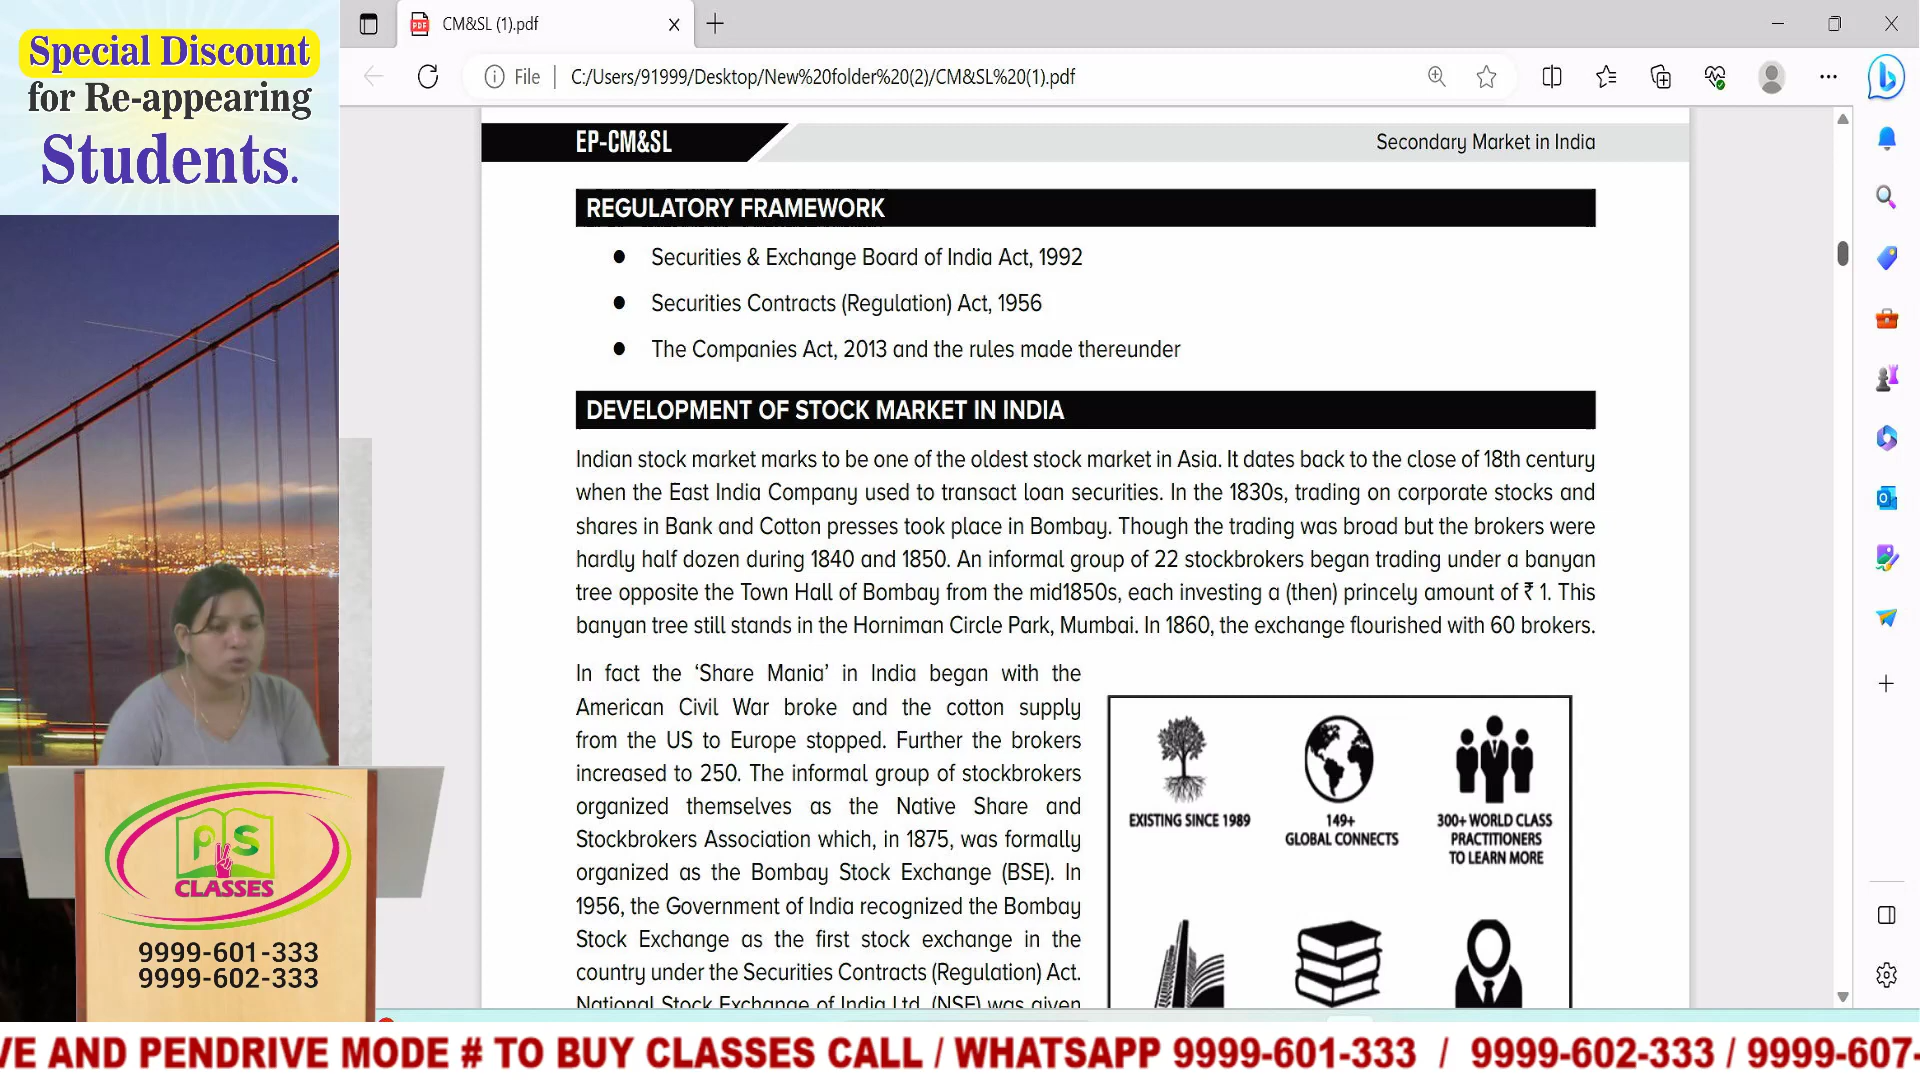 Special Discount
for Re-appearing
Students.
CM&SL (1).pdf
File
C:/Users/91999/Desktop/New%20folder%20(2)/CM&SL%20(1).pdf
EP-CM&SL
Secondary Market in India
REGULATORY FRAMEWORK
● Securities & Exchange Board of India Act, 1992
● Securities Contracts (Regulation) Act, 1956
● The Companies Act, 2013 and the rules made thereunder
DEVELOPMENT OF STOCK MARKET IN INDIA
Indian stock market marks to be one of the oldest stock market in Asia. It dates back to the close of 18th century
when the East India Company used to transact loan securities. In the 1830s, trading on corporate stocks and
shares in Bank and Cotton presses took place in Bombay. Though the trading was broad but the brokers were
hardly half dozen during 1840 and 1850. An informal group of 22 stockbrokers began trading under a banyan
tree opposite the Town Hall of Bombay from the mid1850s, each investing a (then) princely amount of ₹ 1. This
banyan tree still stands in the Horniman Circle Park, Mumbai. In 1860, the exchange flourished with 60 brokers.
In fact the ‘Share Mania’ in India began with the
American Civil War broke and the cotton supply
from the US to Europe stopped. Further the brokers
increased to 250. The informal group of stockbrokers
organized themselves as the Native Share and
Stockbrokers Association which, in 1875, was formally
organized as the Bombay Stock Exchange (BSE). In
1956, the Government of India recognized the Bombay
Stock Exchange as the first stock exchange in the
country under the Securities Contracts (Regulation) Act.
National Stock Exchange of India Ltd. (NSE) was given
EXISTING SINCE 1989
149+
GLOBAL CONNECTS
300+ WORLD CLASS
PRACTITIONERS
TO LEARN MORE
CLASSES
9999-601-333
9999-602-333
VE AND PENDRIVE MODE # TO BUY CLASSES CALL / WHATSAPP 9999-601-333 / 9999-602-333 / 9999-607-